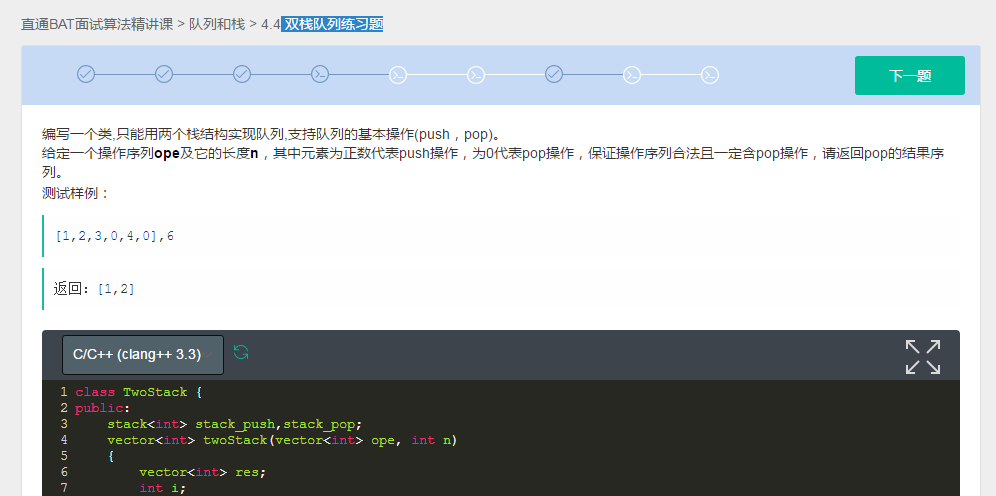 直通BAT面试算法精讲课 > 队列和栈 > 4.4 双栈队列练习题
下一题
编写一个类,只能用两个栈结构实现队列,支持队列的基本操作(push，pop)。
给定一个操作序列ope及它的长度n，其中元素为正数代表push操作，为0代表pop操作，保证操作序列合法且一定含pop操作，请返回pop的结果序
列。
测试样例：
[1,2,3,0,4,0],6
返回：[1,2]
C/C++ (clang++ 3.3)
1 class TwoStack {
2 public:
3     stack<int> stack_push,stack_pop;
4     vector<int> twoStack(vector<int> ope, int n)
5     {
6         vector<int> res;
7         int i;